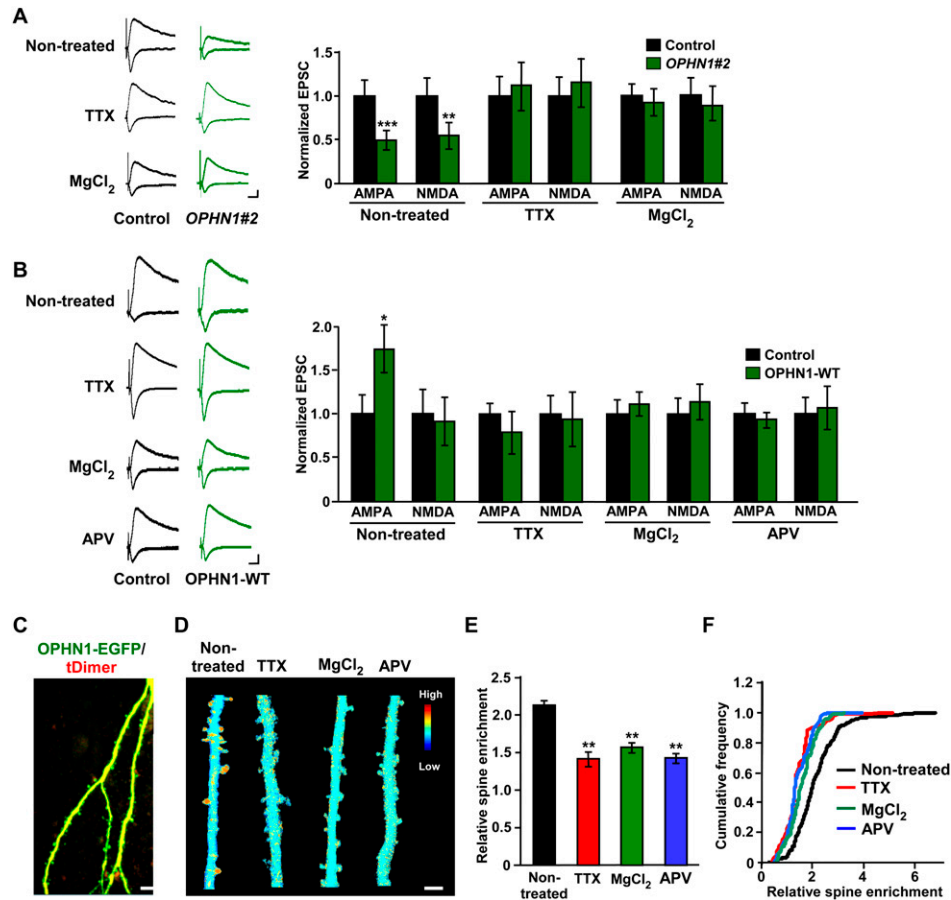 A
Non-treated
TTX
MgCl2
Control OPHN1#2
Normalized EPSC
1.5
1.0
0.5
0
Control
OPHN1#2
*** **
AMPA NMDA AMPA NMDA AMPA NMDA
Non-treated TTX MgCl2
B
Non-treated
TTX
MgCl2
APV
Control OPHN1-WT
Normalized EPSC
2.0
1.5
1.0
0.5
0
*
Control
OPHN1-WT
AMPA NMDA AMPA NMDA AMPA NMDA AMPA NMDA
Non-treated TTX MgCl2 APV
C
OPHN1-EGFP/
tDimer
D
Non-
treated TTX MgCl2 APV
High
Low
E
Relative spine enrichment
2.5
2.0
1.5
1
0.5
0
** ** **
Non-
treated TTX MgCl2 APV
F
Cumulative frequency
1.2
1.0
0.8
0.6
0.4
0.2
0
Non-treated
TTX
MgCl2
APV
0 2 4 6
Relative spine enrichment